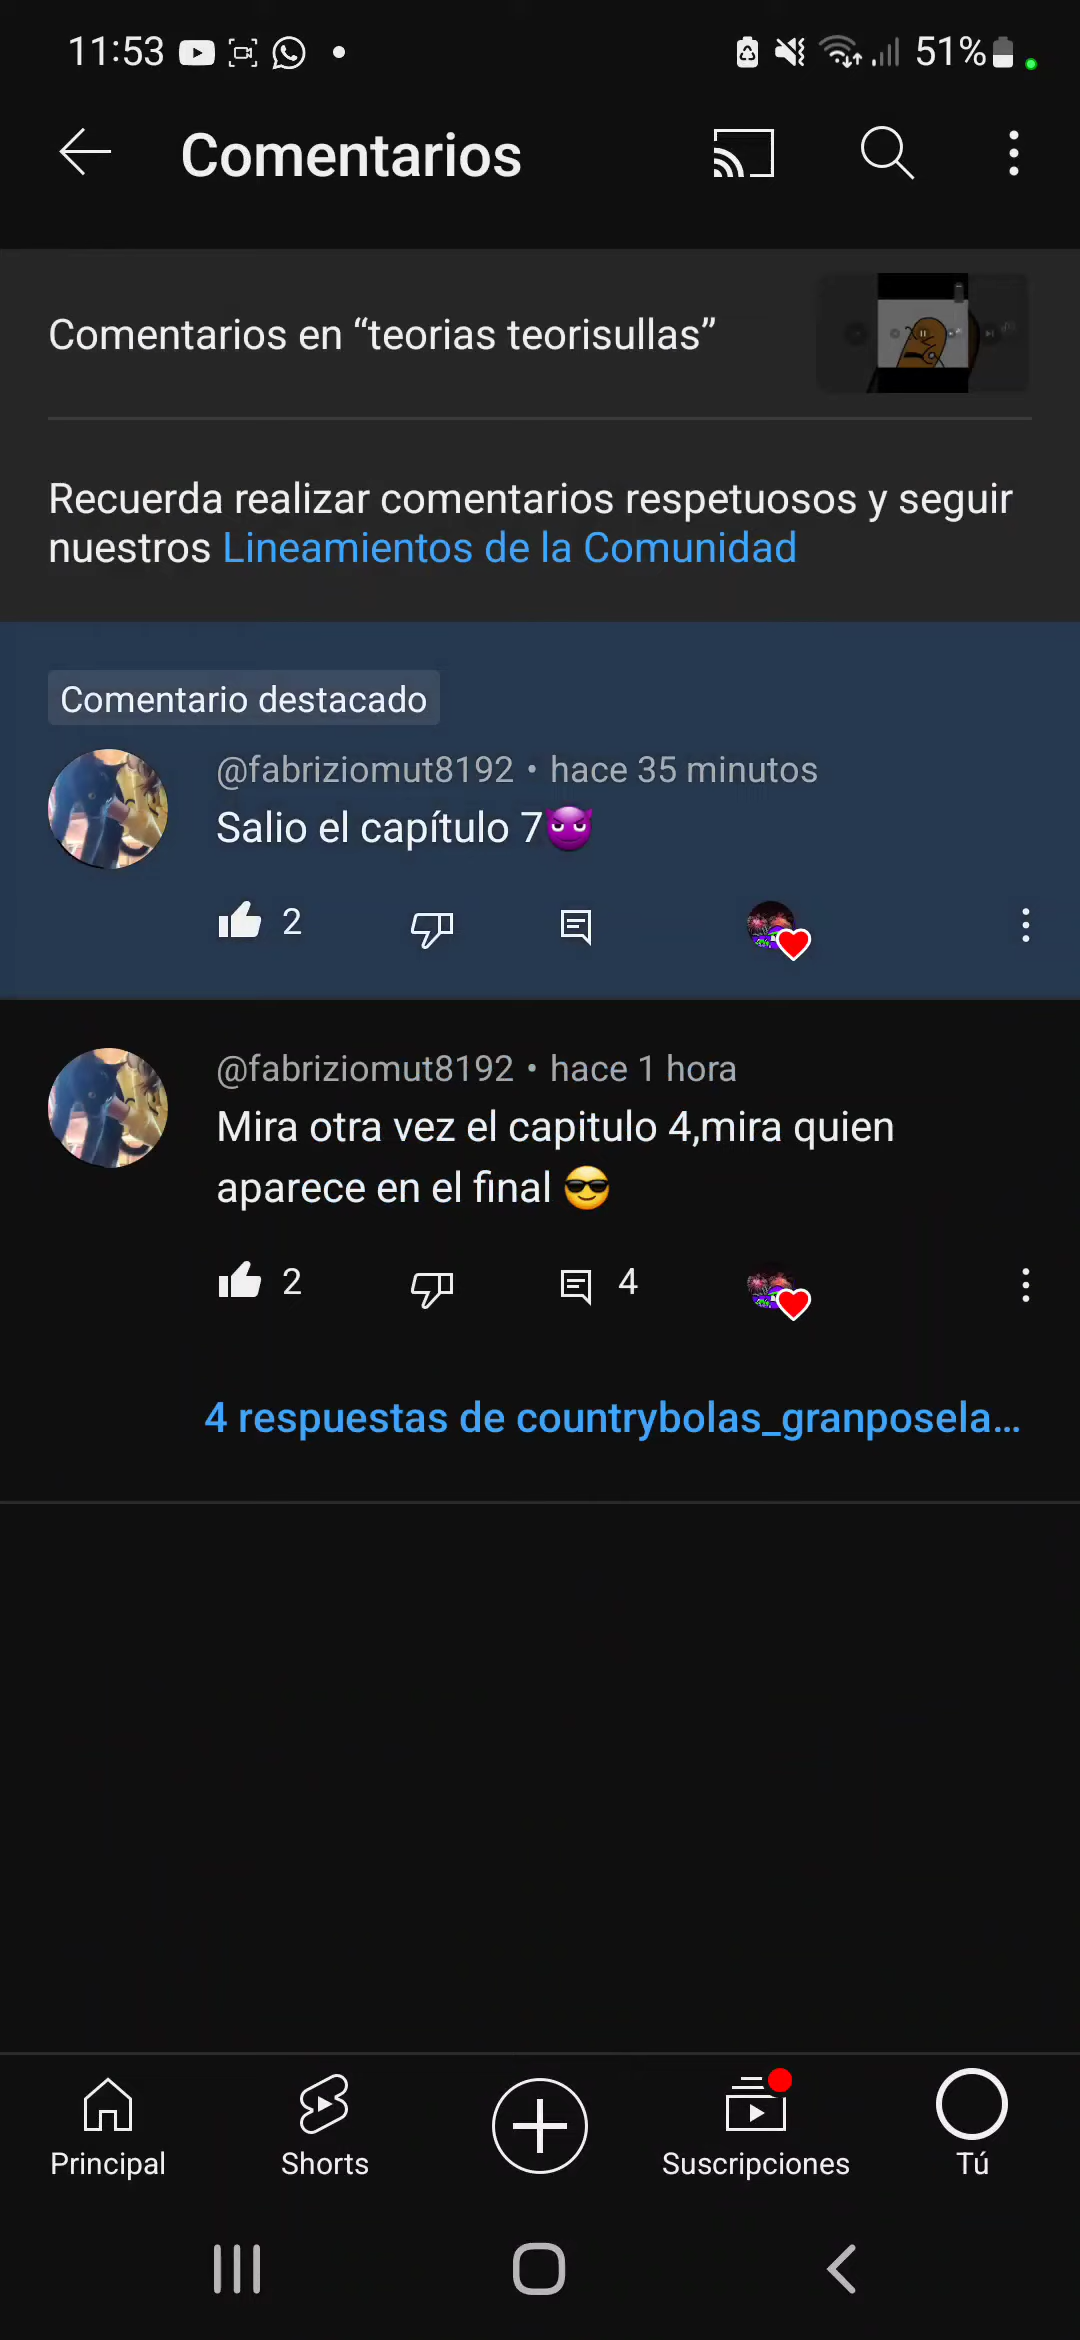 11:53
51%
Comentarios
Comentarios en “teorias teorisullas”
Recuerda realizar comentarios respetuosos y seguir
nuestros Lineamientos de la Comunidad
Comentario destacado
@fabriziomut8192 • hace 35 minutos
Salio el capítulo 7😈
2
@fabriziomut8192 • hace 1 hora
Mira otra vez el capitulo 4,mira quien
aparece en el final 😎
2
4
4 respuestas de countrybolas_granposela...
Principal
Shorts
Suscripciones
Tú